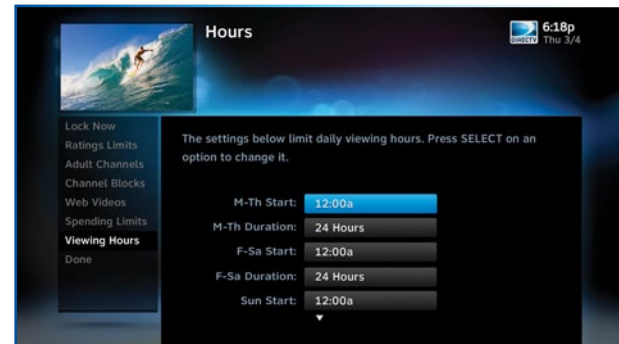 Hours
DIRECTV
6:18p
Thu 3/4
Lock Now
Ratings Limits
Adult Channels
Channel Blocks
Web Videos
Spending Limits
Viewing Hours
Done
The settings below limit daily viewing hours. Press SELECT on an
option to change it.
M-Th Start: 12:00a
M-Th Duration: 24 Hours
F-Sa Start: 12:00a
F-Sa Duration: 24 Hours
Sun Start: 12:00a